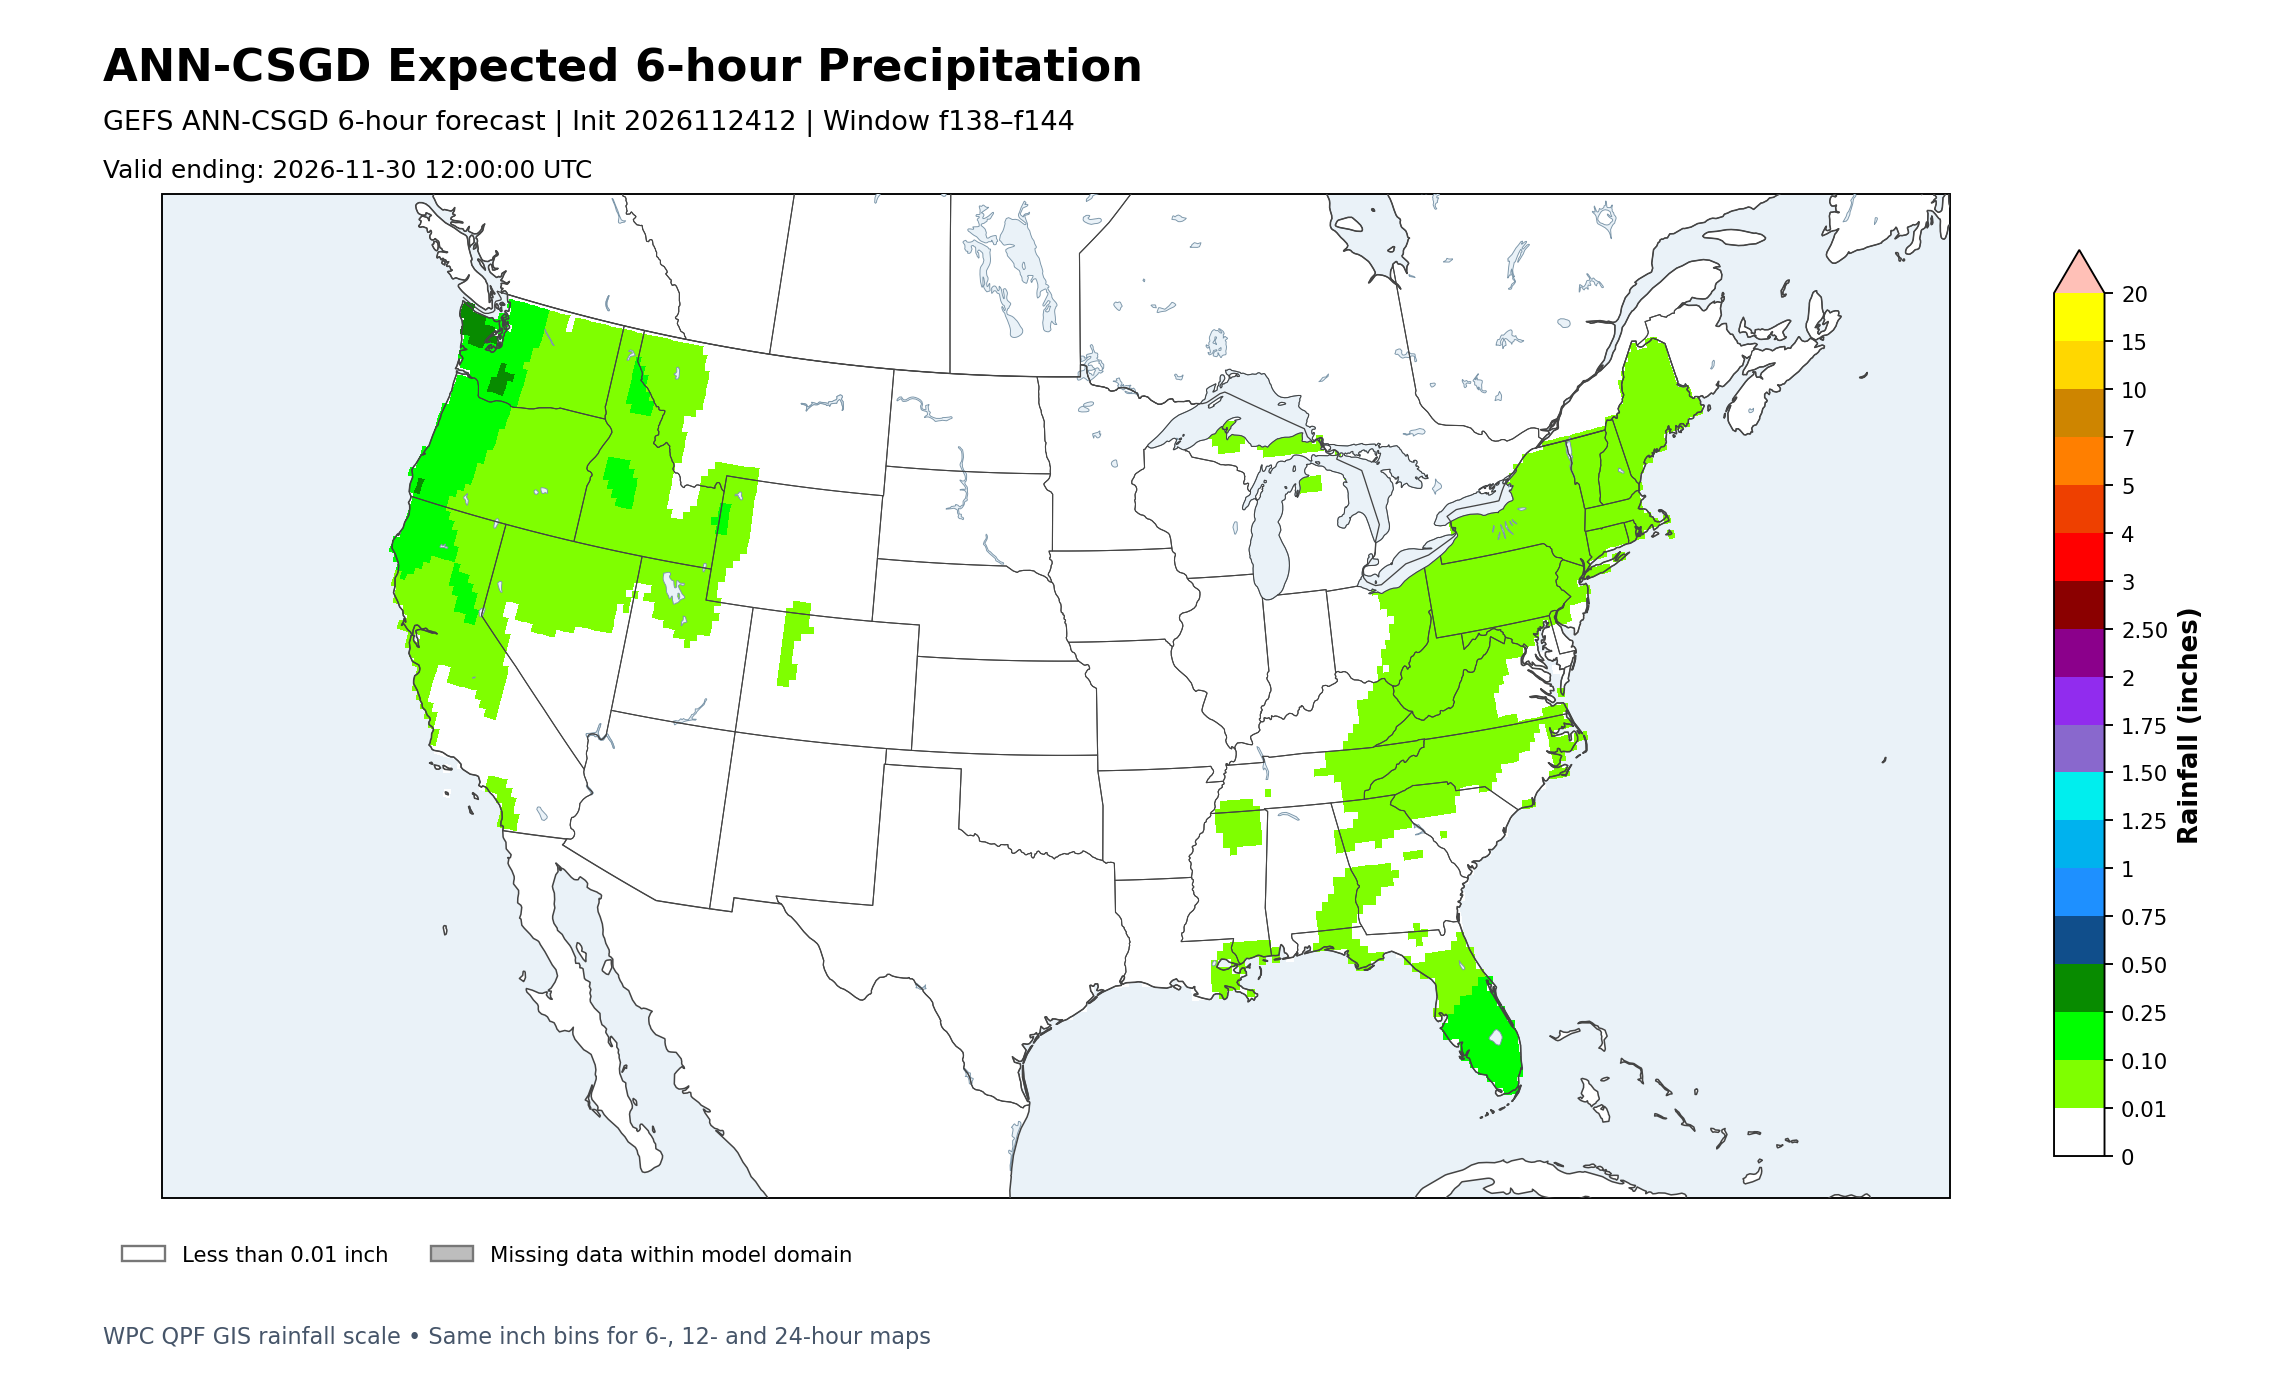 ANN-CSGD Expected 6-hour Precipitation
GEFS ANN-CSGD 6-hour forecast | Init 2026112412 | Window f138–f144
Valid ending: 2026-11-30 12:00:00 UTC
20
15
10
7
5
4
3
2.50
2
1.75
1.50
1.25
1
0.75
0.50
0.25
0.10
0.01
0
Rainfall (inches)
Less than 0.01 inch
Missing data within model domain
WPC QPF GIS rainfall scale • Same inch bins for 6-, 12- and 24-hour maps